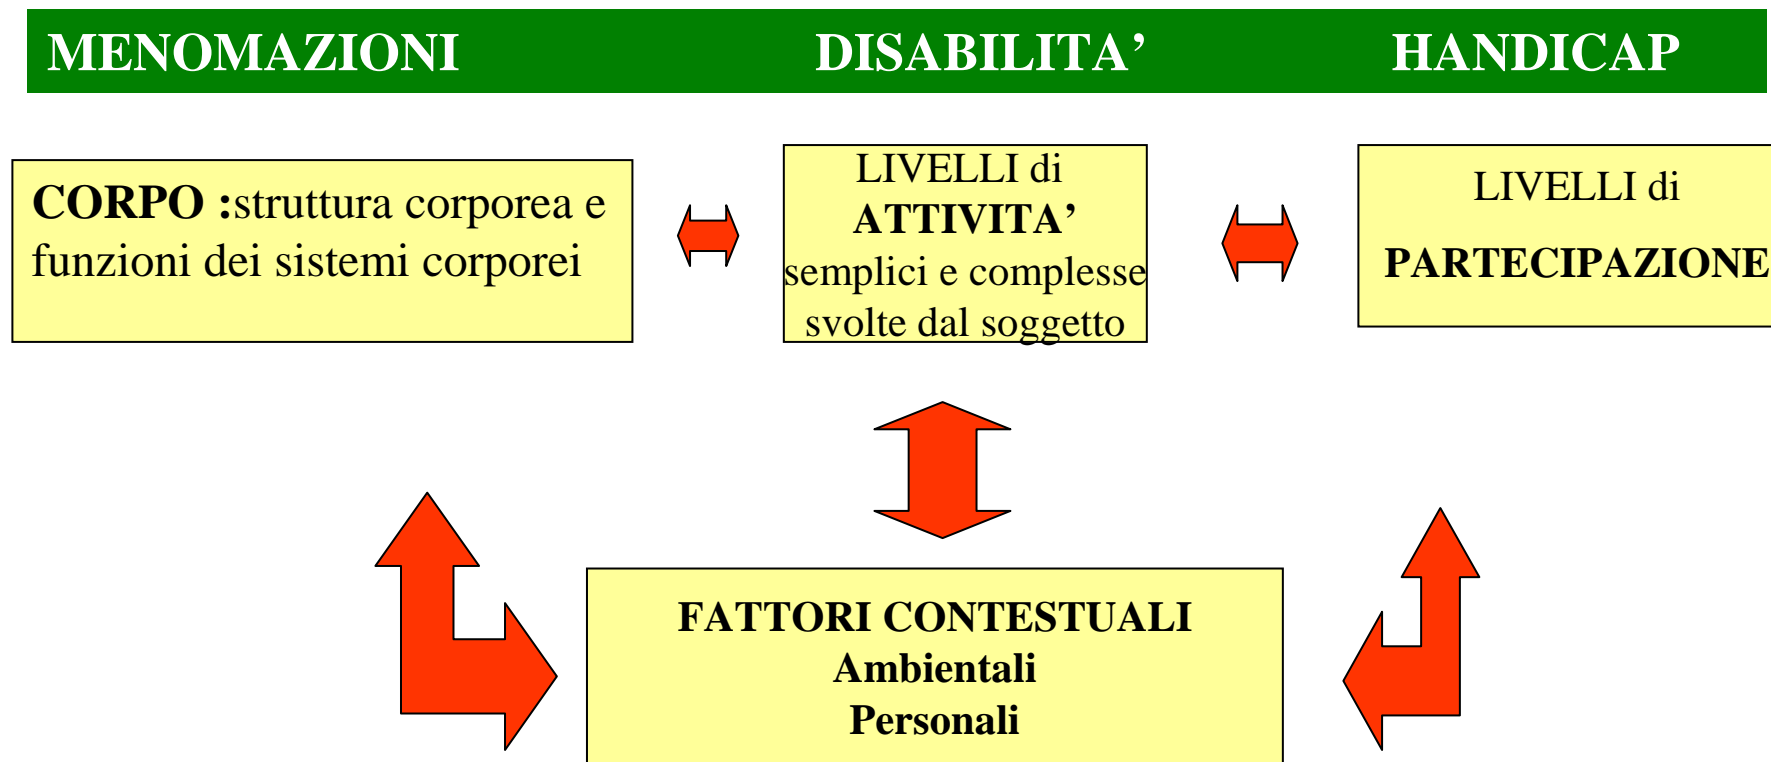 MENOMAZIONI DISABILITA’ HANDICAP
CORPO :struttura corporea e
funzioni dei sistemi corporei
LIVELLI di
ATTIVITA’
semplici e complesse
svolte dal soggetto
LIVELLI di
PARTECIPAZIONE
FATTORI CONTESTUALI
Ambientali
Personali